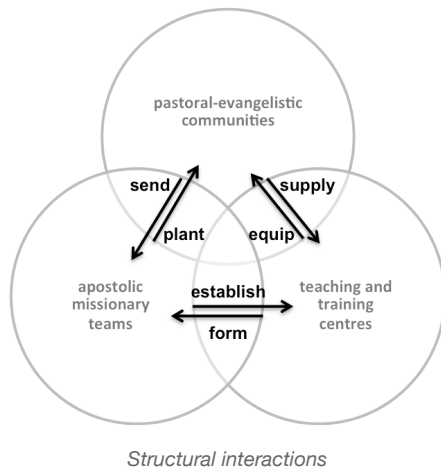 pastoral-evangelistic
communities
send
supply
plant
equip
apostolic
missionary
teams
establish
form
teaching and
training
centres
Structural interactions